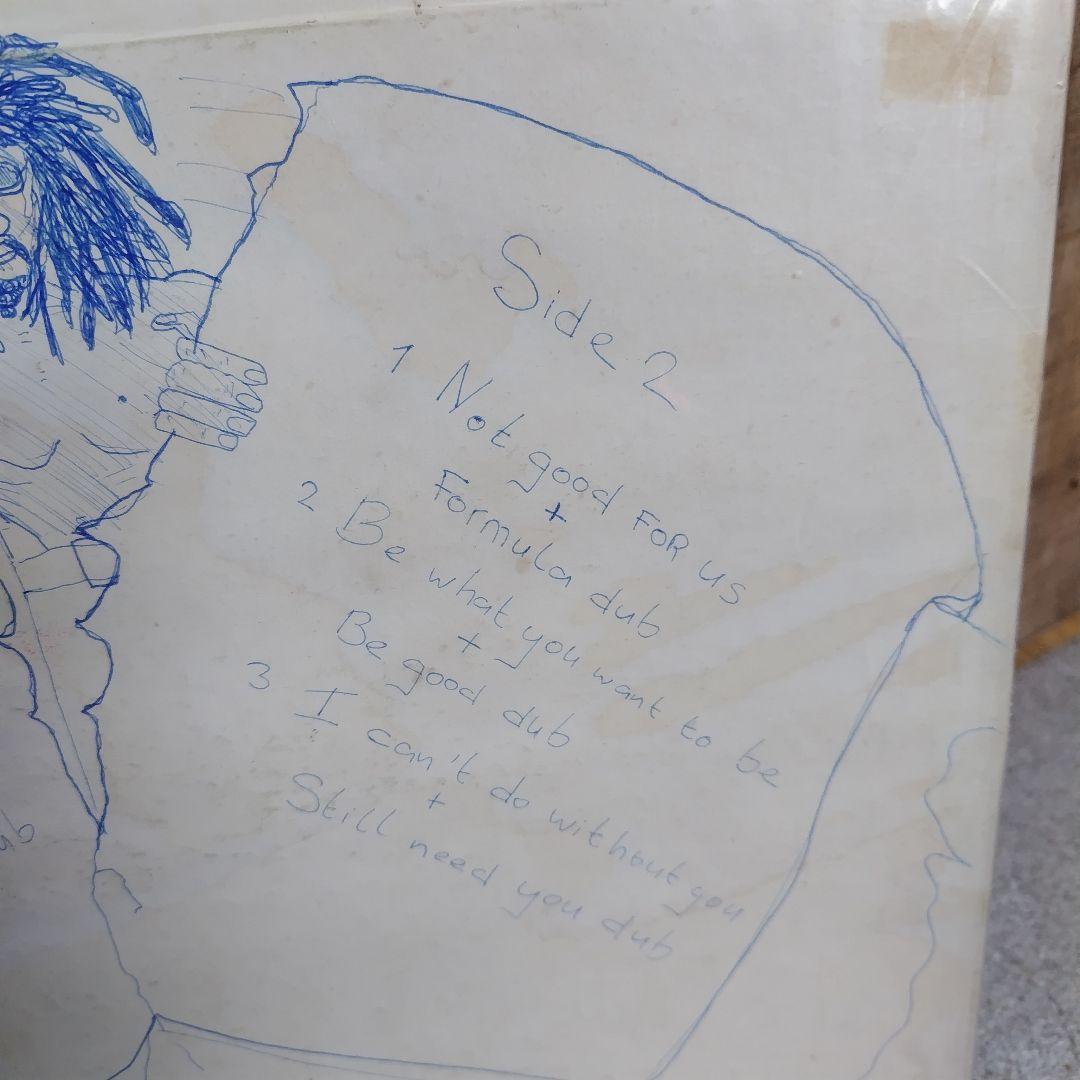 Side 2
1 Not good FOR us
+
Formula dub
2 Be what you want to be
+
Be good dub
3 I can't do without you
+
Still need you dub